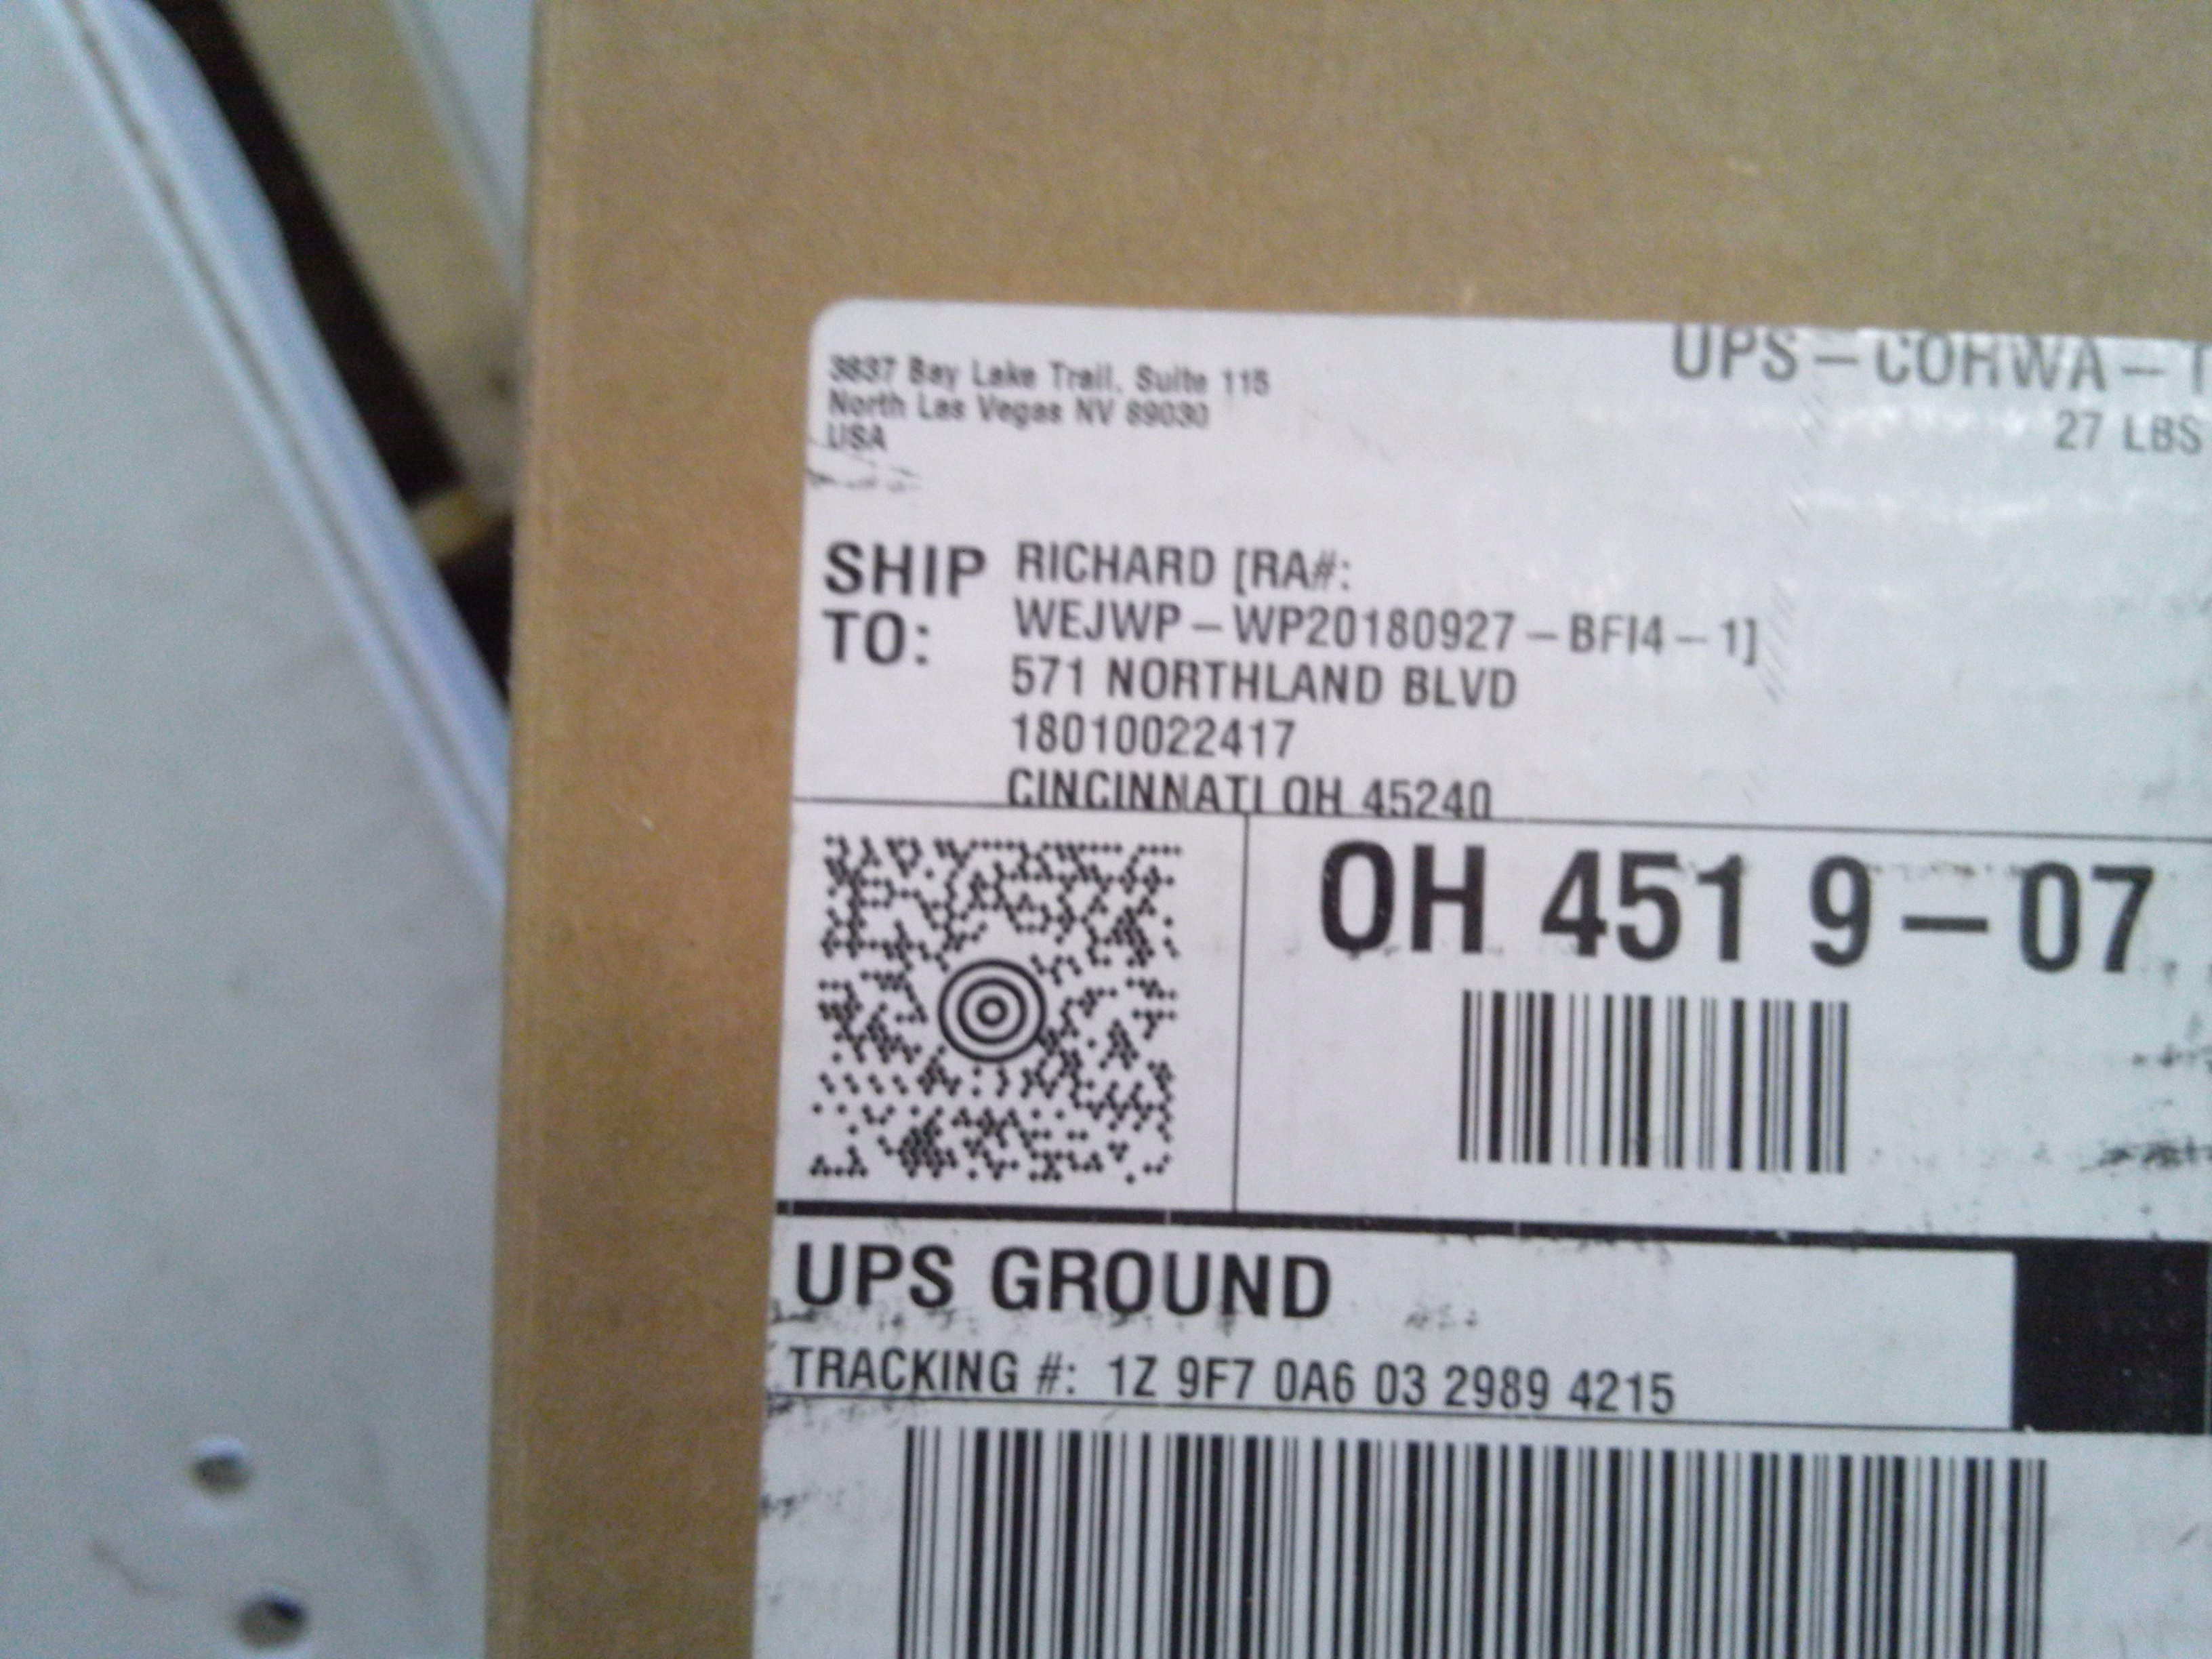 3837 Bay Lake Trail, Suite 115
North Las Vegas NV 89030
USA
UPS-COHWA-
27 LBS
SHIP TO:
RICHARD [RA#:
WEJWP-WP20180927-BFI4-1]
571 NORTHLAND BLVD
18010022417
CINCINNATI OH 45240
OH 451 9-07
UPS GROUND
TRACKING #: 1Z 9F7 0A6 03 2989 4215